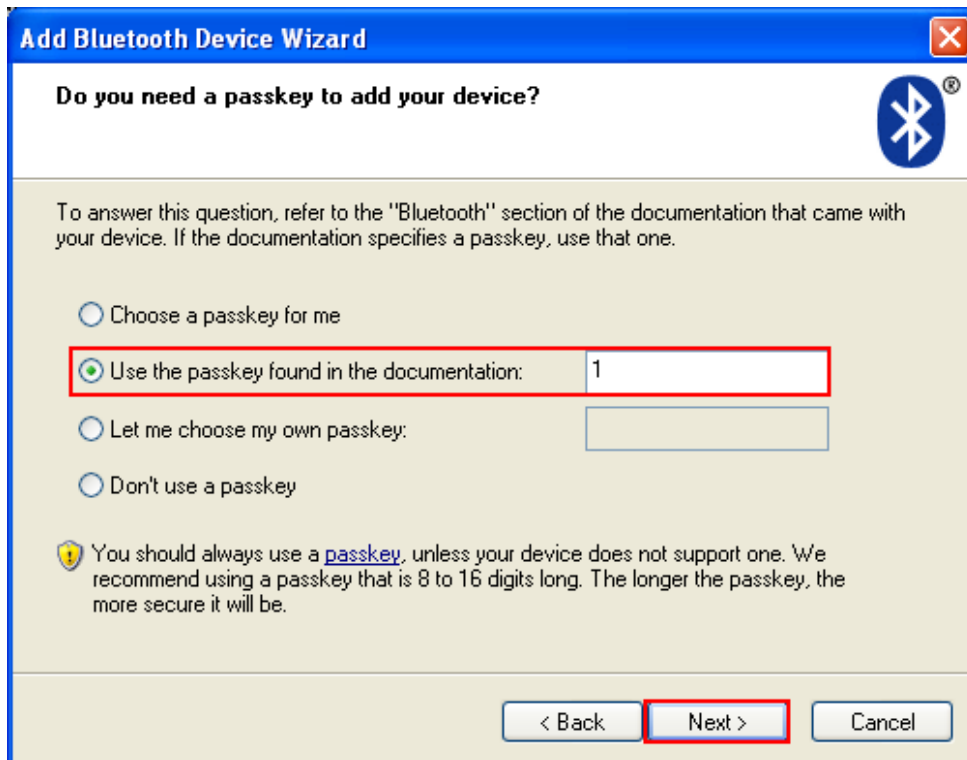 Add Bluetooth Device Wizard
Do you need a passkey to add your device?
®
To answer this question, refer to the "Bluetooth" section of the documentation that came with
your device. If the documentation specifies a passkey, use that one.
Choose a passkey for me
Use the passkey found in the documentation: 1
Let me choose my own passkey:
Don't use a passkey
You should always use a passkey, unless your device does not support one. We
recommend using a passkey that is 8 to 16 digits long. The longer the passkey, the
more secure it will be.
< Back Next > Cancel